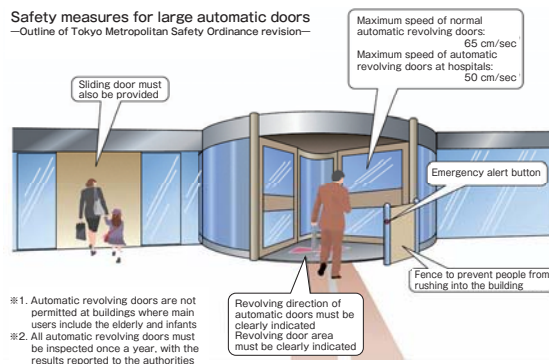 Safety measures for large automatic doors
—Outline of Tokyo Metropolitan Safety Ordinance revision—
Maximum speed of normal
automatic revolving doors:
65 cm/sec
Maximum speed of automatic
revolving doors at hospitals:
50 cm/sec
Sliding door must
also be provided
Emergency alert button
Fence to prevent people from
rushing into the building
Revolving direction of
automatic doors must be
clearly indicated
Revolving door area
must be clearly indicated
※1. Automatic revolving doors are not
permitted at buildings where main
users include the elderly and infants
※2. All automatic revolving doors must
be inspected once a year, with the
results reported to the authorities